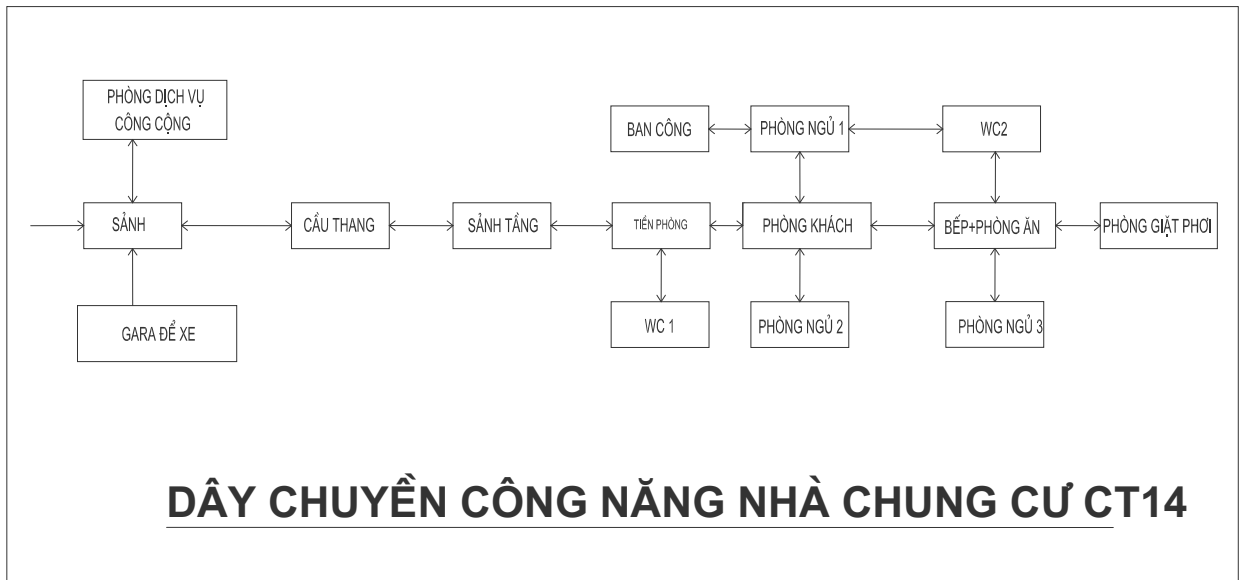 PHÒNG DỊCH VỤ
CÔNG CỘNG
BAN CÔNG
PHÒNG NGỦ 1
WC2
SẢNH
CẦU THANG
SẢNH TẦNG
TIỀN PHÒNG
PHÒNG KHÁCH
BẾP+PHÒNG ĂN
PHÒNG GIẶT PHƠI
GARA ĐỂ XE
WC 1
PHÒNG NGỦ 2
PHÒNG NGỦ 3
DÂY CHUYỀN CÔNG NĂNG NHÀ CHUNG CƯ CT14